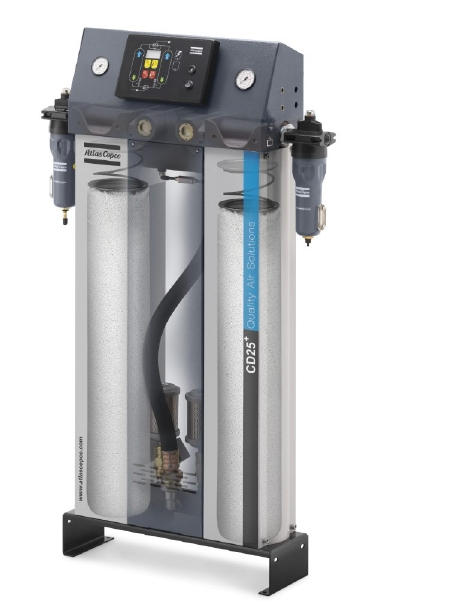 Atlas Copco
Quality Air Solutions
CD25+
www.atlascopco.com